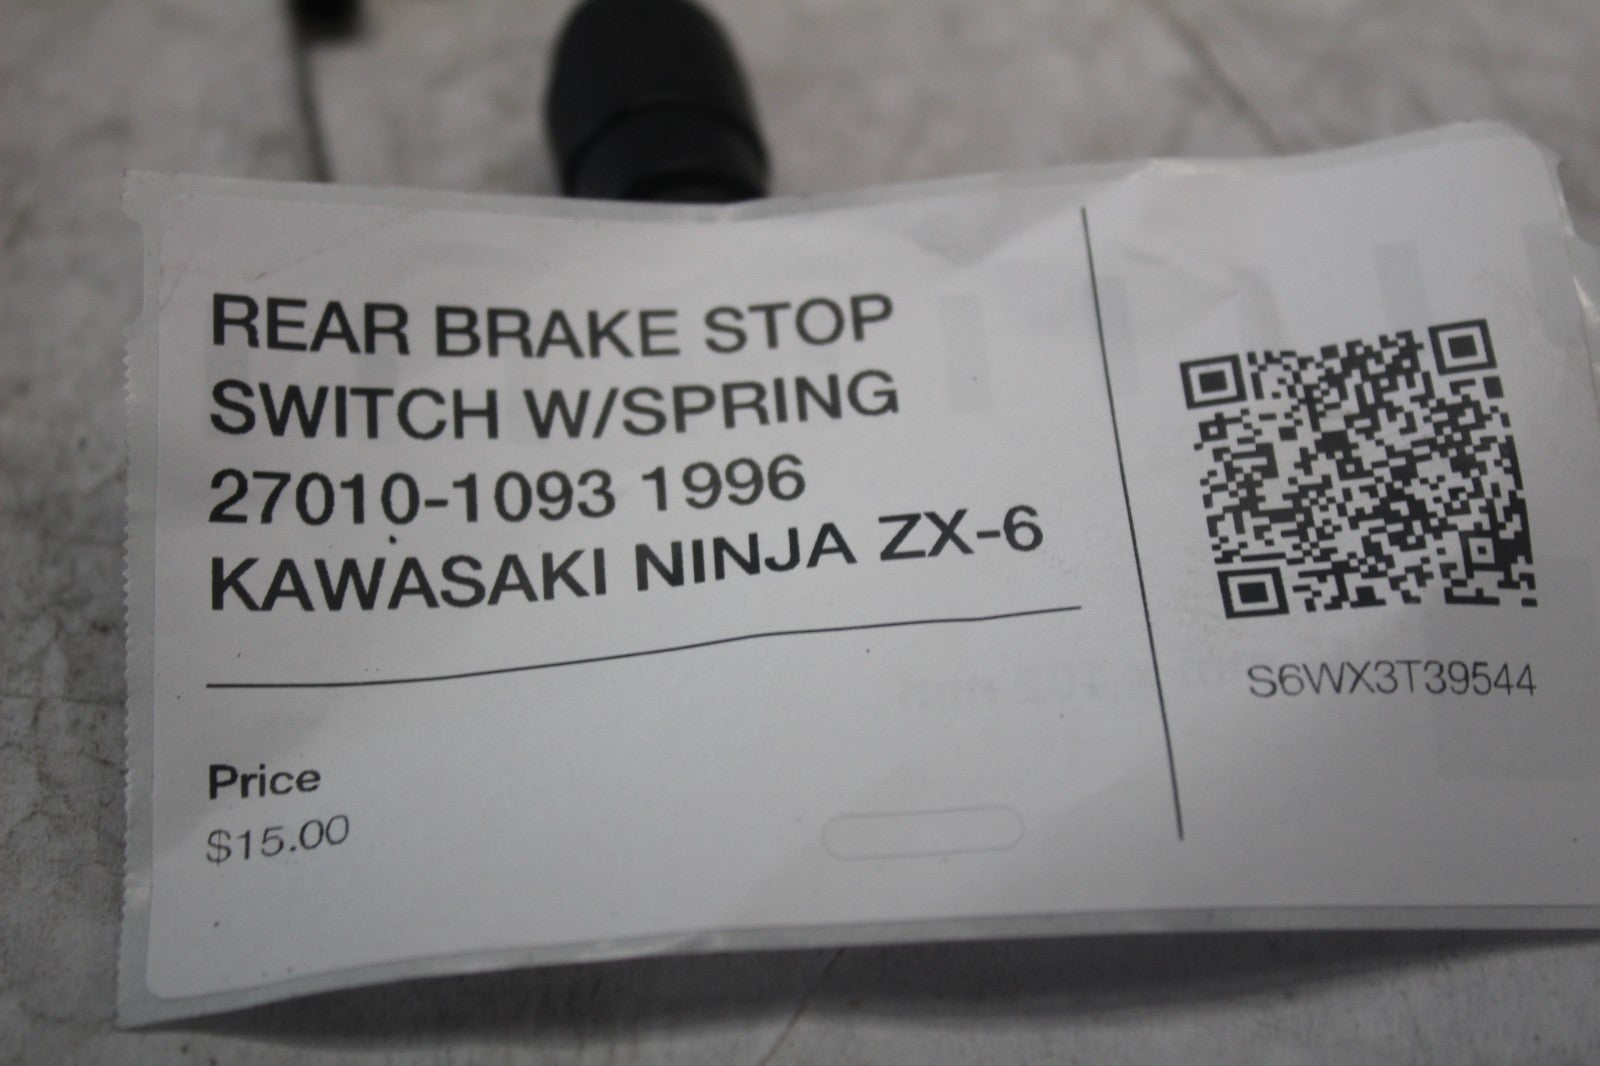 REAR BRAKE STOP
SWITCH W/SPRING
27010-1093 1996
KAWASAKI NINJA ZX-6
Price
$15.00
S6WX3T39544